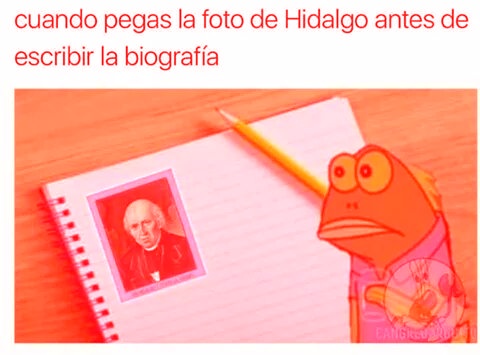 cuando pegas la foto de Hidalgo antes de
escribir la biografía